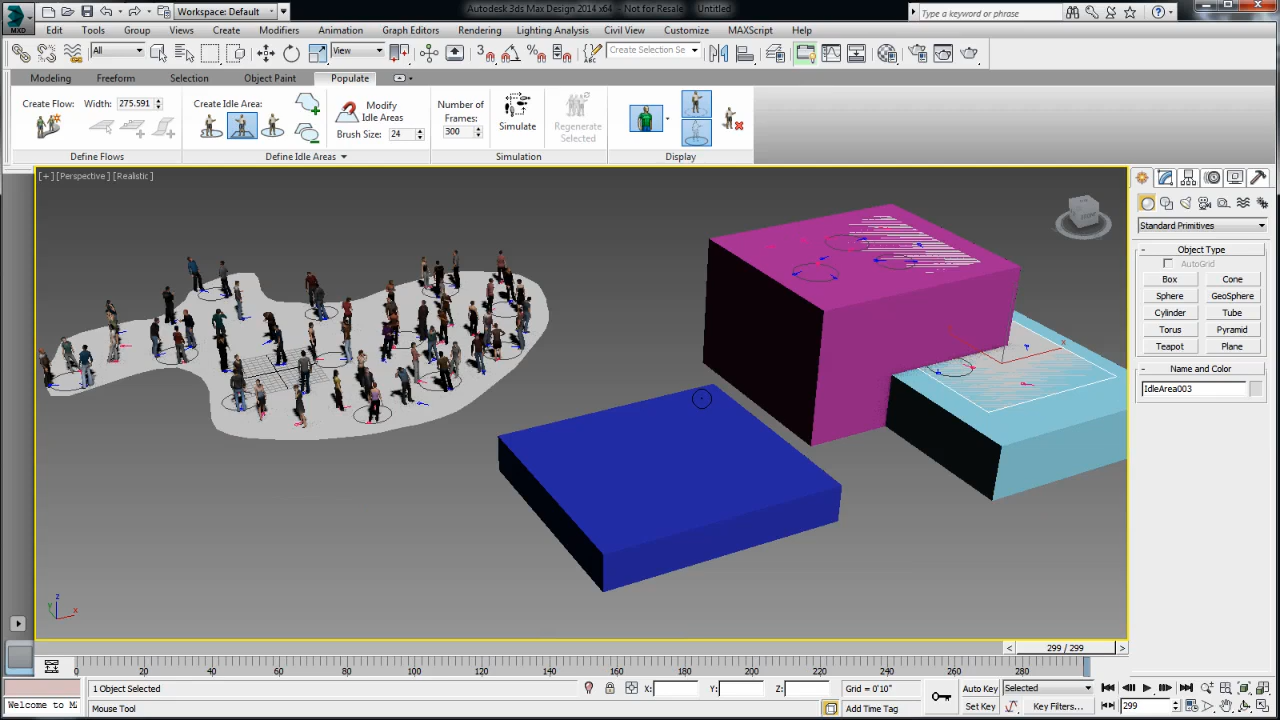 Workspace: Default
Autodesk 3ds Max Design 2014 x64 - Not for Resale Untitled
Type a keyword or phrase
MXD
Edit Tools Group Views Create Modifiers Animation Graph Editors Rendering Lighting Analysis Civil View Customize MAXScript Help
All View 3 Create Selection Se
Modeling Freeform Selection Object Paint Populate
Create Flow: Width: 275.591
Create Idle Area:
Modify Idle Areas
Brush Size: 24
Number of Frames:
300
Simulate
Regenerate Selected
Define Flows Define Idle Areas Simulation Display
[+] [Perspective] [Realistic]
Standard Primitives
- Object Type
AutoGrid
Box Cone
Sphere GeoSphere
Cylinder Tube
Torus Pyramid
Teapot Plane
- Name and Color
IdleArea003
x
z
y x
< 299 / 299 >
0 20 40 60 80 100 120 140 160 180 200 220 240 260 280
1 Object Selected X: Y: Z: Grid = 0'10" Auto Key Selected
Welcome to MA Mouse Tool Add Time Tag Set Key Key Filters... 299